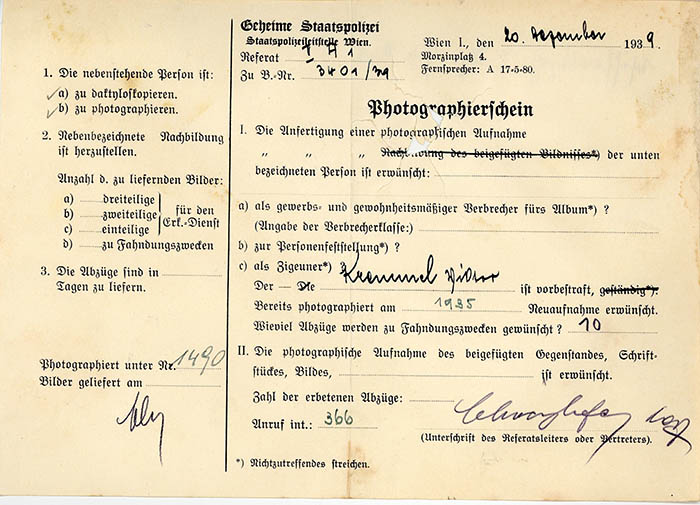 1. Die nebenstehende Person ist:
a) zu daktyloskopieren.
b) zu photographieren.
2. Nebenbezeichnete Nachbildung
ist herzustellen.
Anzahl d. zu liefernden Bilder:
a) dreiteilige
b) zweiteilige
c) einteilige
für den
Erk.-Dienst
d) zu Fahndungszwecken
3. Die Abzüge sind in
Tagen zu liefern.
Photographiert unter Nr. 1490
Bilder geliefert am
Geheime Staatspolizei
Staatspolizeileitstelle Wien.
Referat
Zu B.-Nr. 3401/39
Wien I., den 20. Dezember 1939.
Morzinplatz 4.
Fernsprecher: A 17-5-80.
Photographierschein
I. Die Anfertigung einer photographischen Aufnahme
" " " Nachbildung des beigefügten Bildnisses*) der unten
bezeichneten Person ist erwünscht:
a) als gewerbs- und gewohnheitsmäßiger Verbrecher fürs Album*) ?
(Angabe der Verbrecherklasse:)
b) zur Personenfeststellung*) ?
c) als Zigeuner*) ?
Der — Die Viktor ist vorbestraft, geständig*).
Bereits photographiert am 1935 Neuaufnahme erwünscht.
Wieviel Abzüge werden zu Fahndungszwecken gewünscht ? 10
II. Die photographische Aufnahme des beigefügten Gegenstandes, Schrift-
stückes, Bildes, ist erwünscht.
Zahl der erbetenen Abzüge:
Anruf int.: 366
(Unterschrift des Referatsleiters oder Vertreters).
*) Nichtzutreffendes streichen.